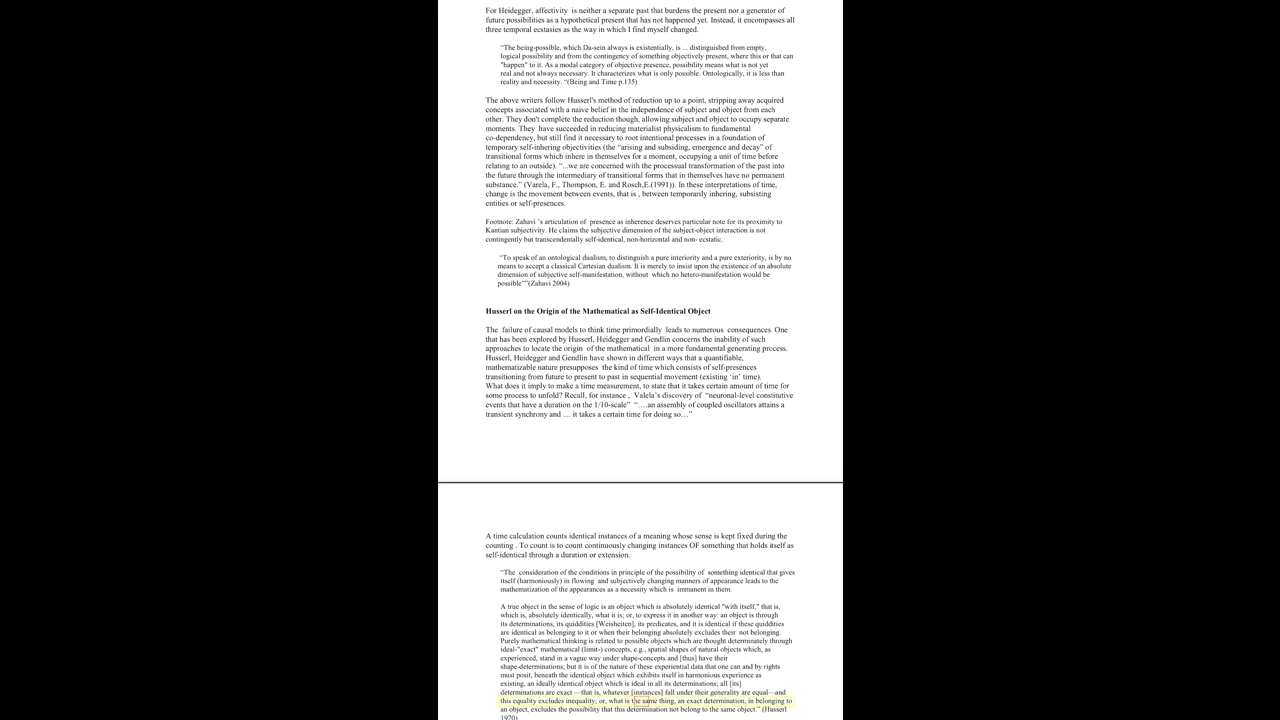 For Heidegger, affectivity is neither a separate past that burdens the present nor a generator of
future possibilities as a hypothetical present that has not happened yet. Instead, it encompasses all
three temporal ecstasies as the way in which I find myself changed.
“The being-possible, which Da-sein always is existentially, is ... distinguished from empty,
logical possibility and from the contingency of something objectively present, where this or that can
"happen" to it. As a modal category of objective presence, possibility means what is not yet
real and not always necessary. It characterizes what is only possible. Ontologically, it is less than
reality and necessity. “(Being and Time p.135)
The above writers follow Husserl's method of reduction up to a point, stripping away acquired
concepts associated with a naive belief in the independence of subject and object from each
other. They don't complete the reduction though, allowing subject and object to occupy separate
moments. They have succeeded in reducing materialist physicalism to fundamental
co-dependency, but still find it necessary to root intentional processes in a foundation of
temporary self-inhering objectivities (the “arising and subsiding, emergence and decay” of
transitional forms which inhere in themselves for a moment, occupying a unit of time before
relating to an outside). “...we are concerned with the processual transformation of the past into
the future through the intermediary of transitional forms that in themselves have no permanent
substance.” (Varela, F., Thompson, E. and Rosch,E.(1991)). In these interpretations of time,
change is the movement between events, that is , between temporarily inhering, subsisting
entities or self-presences.
Footnote: Zahavi ’s articulation of presence as inherence deserves particular note for its proximity to
Kantian subjectivity. He claims the subjective dimension of the subject-object interaction is not
contingently but transcendentally self-identical, non-horizontal and non- ecstatic.
“To speak of an ontological dualism, to distinguish a pure interiority and a pure exteriority, is by no
means to accept a classical Cartesian dualism. It is merely to insist upon the existence of an absolute
dimension of subjective self-manifestation, without which no hetero-manifestation would be
possible””(Zahavi 2004)
Husserl on the Origin of the Mathematical as Self-Identical Object
The failure of causal models to think time primordially leads to numerous consequences. One
that has been explored by Husserl, Heidegger and Gendlin concerns the inability of such
approaches to locate the origin of the mathematical in a more fundamental generating process.
Husserl, Heidegger and Gendlin have shown in different ways that a quantifiable,
mathematizable nature presupposes the kind of time which consists of self-presences
transitioning from future to present to past in sequential movement (existing ‘in’ time).
What does it imply to make a time measurement, to state that it takes certain amount of time for
some process to unfold? Recall, for instance , Valela’s discovery of “neuronal-level constitutive
events that have a duration on the 1/10-scale” “….an assembly of coupled oscillators attains a
transient synchrony and .... it takes a certain time for doing so…”
A time calculation counts identical instances of a meaning whose sense is kept fixed during the
counting . To count is to count continuously changing instances OF something that holds itself as
self-identical through a duration or extension.
“The consideration of the conditions in principle of the possibility of something identical that gives
itself (harmoniously) in flowing and subjectively changing manners of appearance leads to the
mathematization of the appearances as a necessity which is immanent in them.
A true object in the sense of logic is an object which is absolutely identical "with itself," that is,
which is, absolutely identically, what it is; or, to express it in another way: an object is through
its determinations, its quiddities [Washeiten], its predicates, and it is identical if these quiddities
are identical as belonging to it or when their belonging absolutely excludes their not belonging.
Purely mathematical thinking is related to possible objects which are thought determinately through
ideal-"exact" mathematical (limit-) concepts, e.g., spatial shapes of natural objects which, as
experienced, stand in a vague way under shape-concepts and [thus] have their
shape-determinations; but it is of the nature of these experiential data that one can and by rights
must posit, beneath the identical object which exhibits itself in harmonious experience as
existing, an ideally identical object which is ideal in all its determinations; all [its]
determinations are exact —that is, whatever [instances] fall under their generality are equal—and
this equality excludes inequality; or, what is the same thing, an exact determination, in belonging to
an object, excludes the possibility that this determination not belong to the same object.” (Husserl
1970)